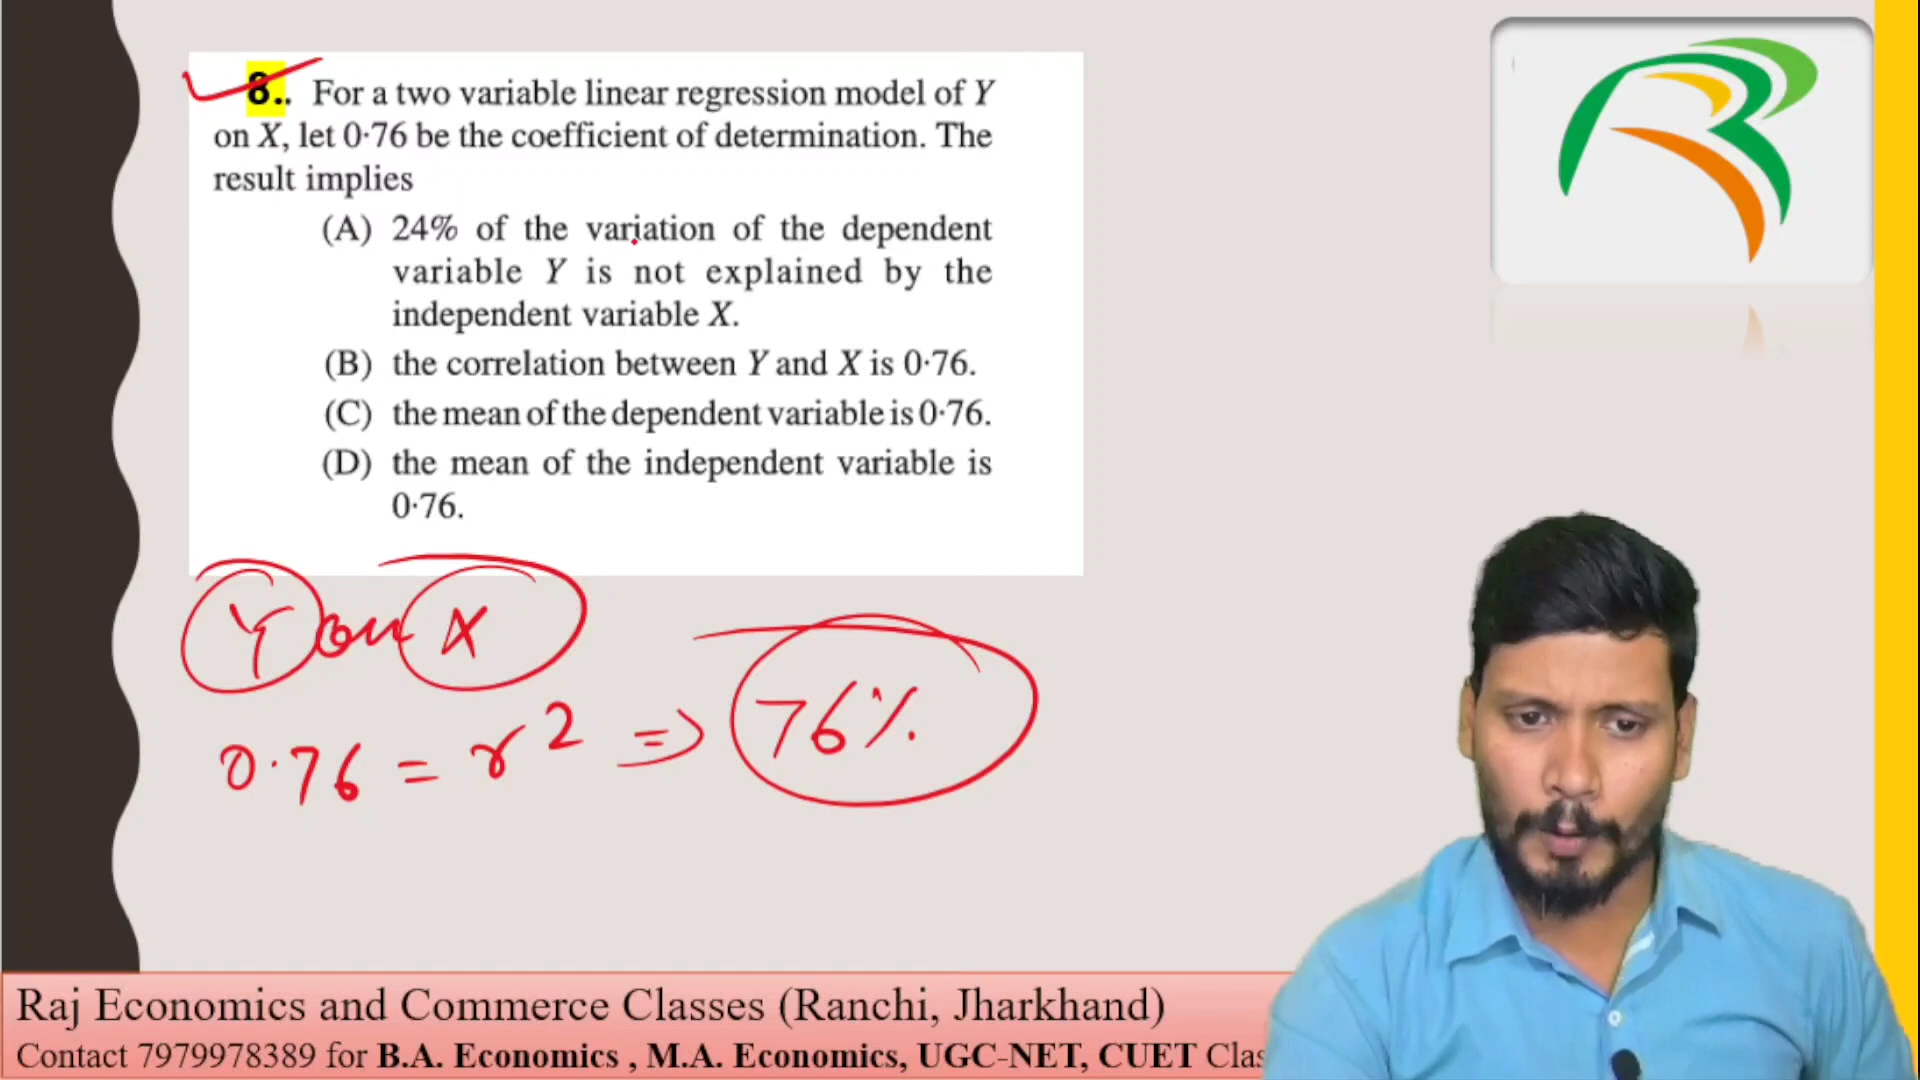 8.. For a two variable linear regression model of Y
on X, let 0·76 be the coefficient of determination. The
result implies
(A) 24% of the variation of the dependent
variable Y is not explained by the
independent variable X.
(B) the correlation between Y and X is 0·76.
(C) the mean of the dependent variable is 0·76.
(D) the mean of the independent variable is
0·76.
Y on X
0.76 = r² ⇒ 76%
Raj Economics and Commerce Classes (Ranchi, Jharkhand)
Contact 7979978389 for B.A. Economics , M.A. Economics, UGC-NET, CUET Clas